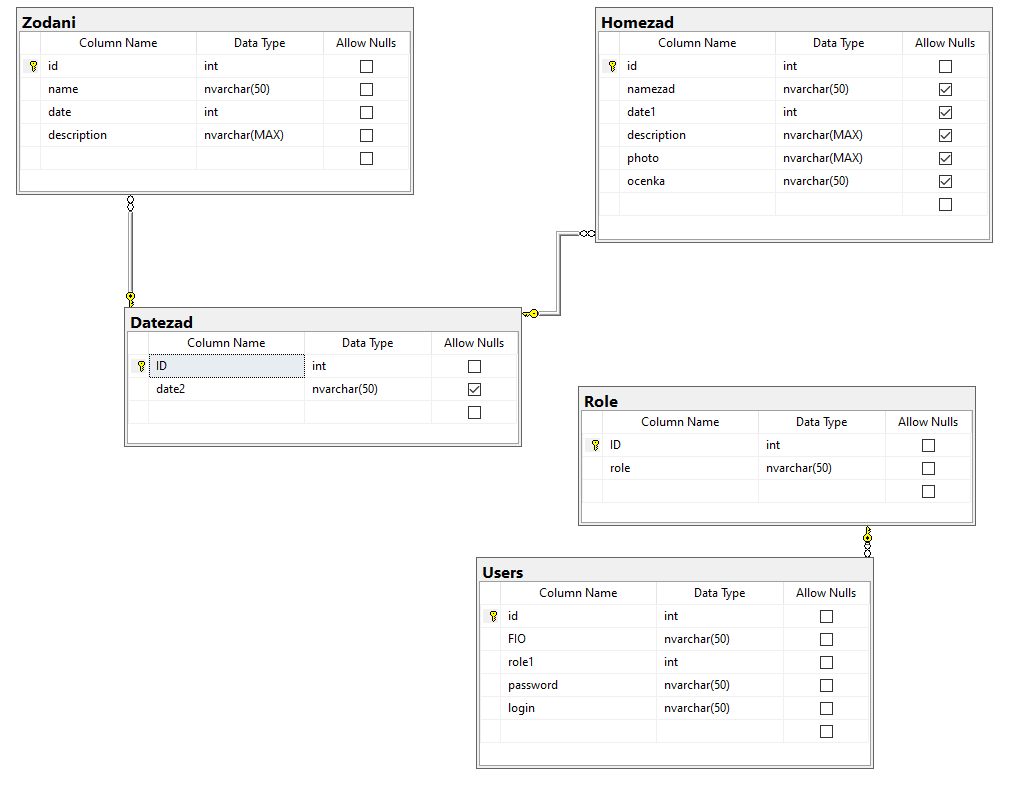 Zodani
Column Name Data Type Allow Nulls
id int
name nvarchar(50)
date int
description nvarchar(MAX)
Homezad
Column Name Data Type Allow Nulls
id int
namezad nvarchar(50)
date1 int
description nvarchar(MAX)
photo nvarchar(MAX)
ocenka nvarchar(50)
Datezad
Column Name Data Type Allow Nulls
ID int
date2 nvarchar(50)
Role
Column Name Data Type Allow Nulls
ID int
role nvarchar(50)
Users
Column Name Data Type Allow Nulls
id int
FIO nvarchar(50)
role1 int
password nvarchar(50)
login nvarchar(50)